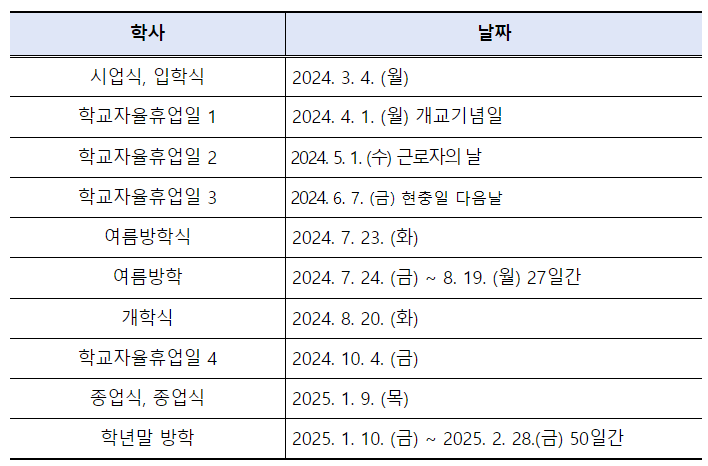 학사 날짜
시업식, 입학식 2024. 3. 4. (월)
학교자율휴업일 1 2024. 4. 1. (월) 개교기념일
학교자율휴업일 2 2024. 5. 1. (수) 근로자의 날
학교자율휴업일 3 2024. 6. 7. (금) 현충일 다음날
여름방학식 2024. 7. 23. (화)
여름방학 2024. 7. 24. (금) ~ 8. 19. (월) 27일간
개학식 2024. 8. 20. (화)
학교자율휴업일 4 2024. 10. 4. (금)
종업식, 종업식 2025. 1. 9. (목)
학년말 방학 2025. 1. 10. (금) ~ 2025. 2. 28.(금) 50일간